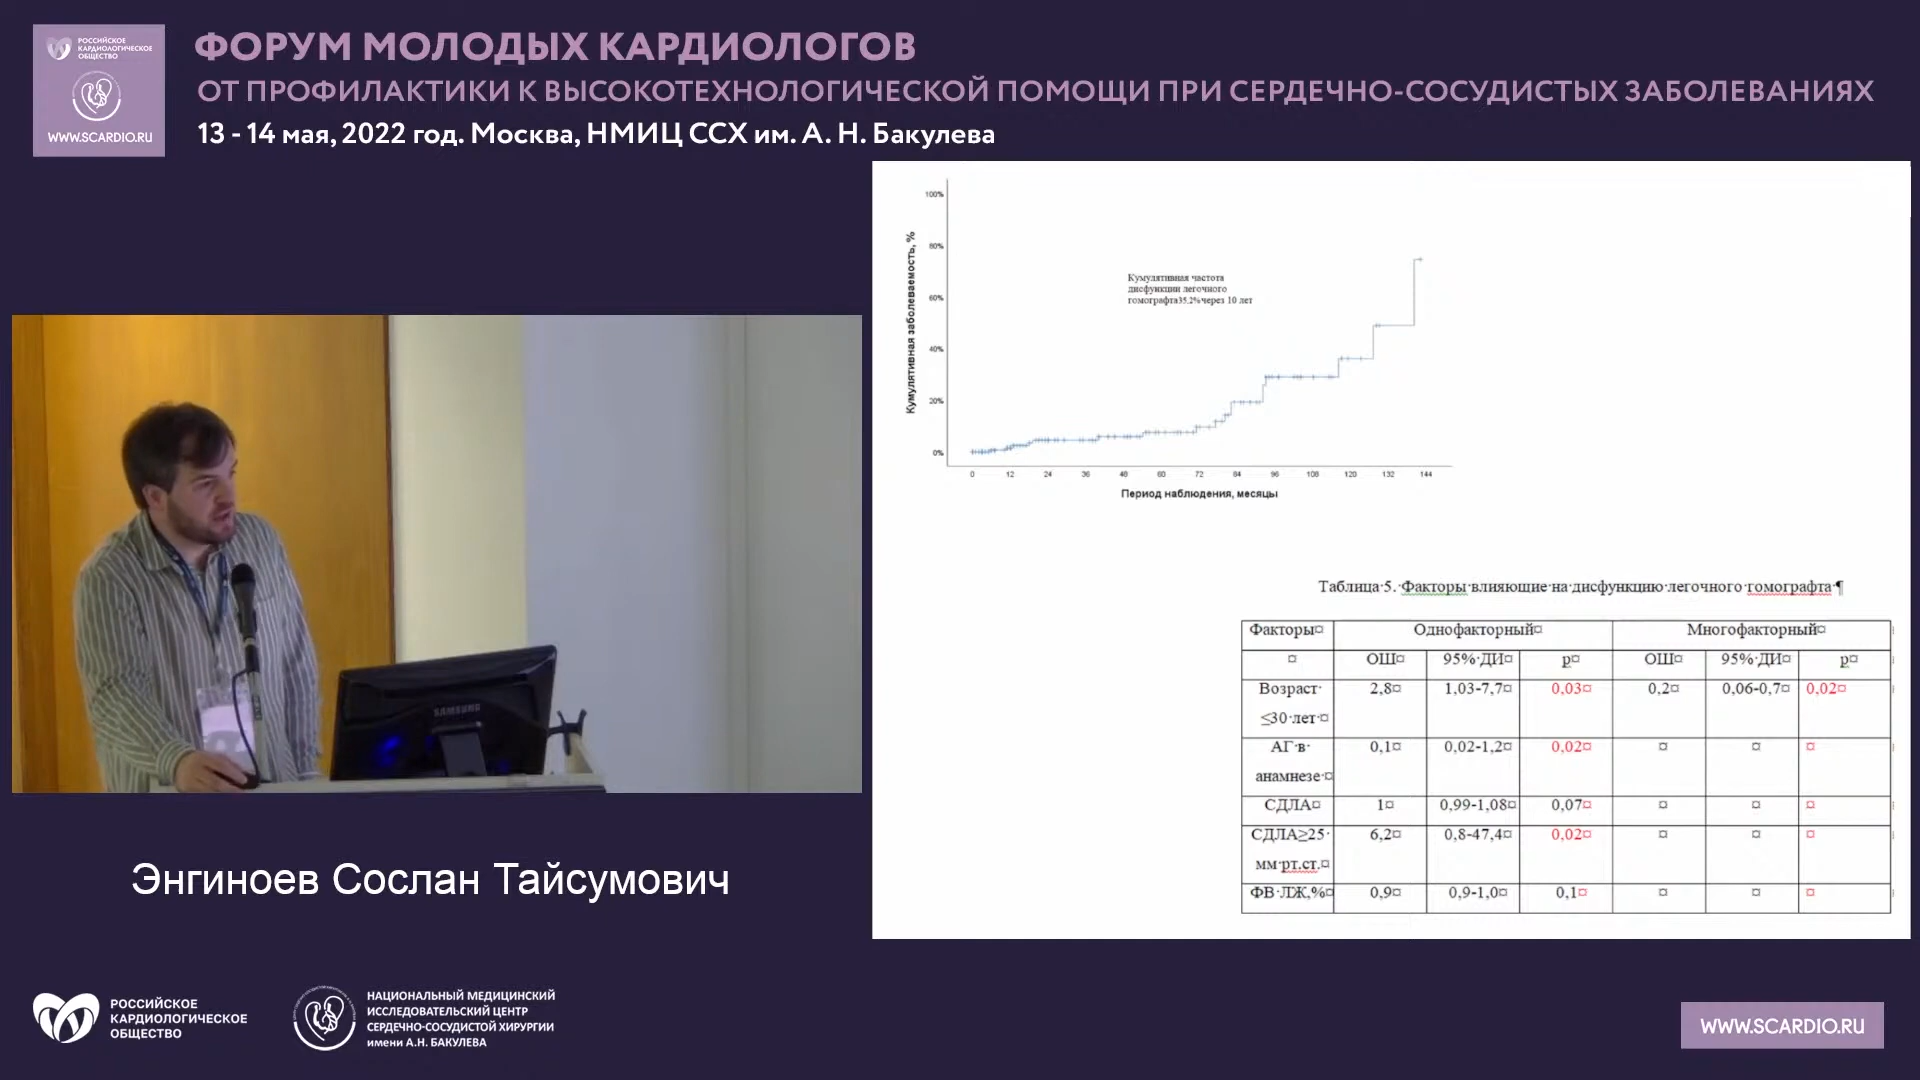 РОССИЙСКОЕ
КАРДИОЛОГИЧЕСКОЕ
ОБЩЕСТВО
WWW.SCARDIO.RU
ФОРУМ МОЛОДЫХ КАРДИОЛОГОВ
ОТ ПРОФИЛАКТИКИ К ВЫСОКОТЕХНОЛОГИЧЕСКОЙ ПОМОЩИ ПРИ СЕРДЕЧНО-СОСУДИСТЫХ ЗАБОЛЕВАНИЯХ
13 - 14 мая, 2022 год. Москва, НМИЦ ССХ им. А. Н. Бакулева
Кумулятивная заболеваемость, %
100%
80%
60%
40%
20%
0%
Кумулятивная частота
дисфункции легочного
гомографта35,2%через 10 лет
0 12 24 36 48 60 72 84 96 108 120 132 144
Период наблюдения, месяцы
Таблица·5.·Факторы·влияющие·на·дисфункцию·легочного·гомографта·¶
Факторы¤ Однофакторный¤ Многофакторный¤
¤ ОШ¤ 95%·ДИ¤ р¤ ОШ¤ 95%·ДИ¤ р¤
Возраст· 2,8¤ 1,03-7,7¤ 0,03¤ 0,2¤ 0,06-0,7¤ 0,02¤
≤30·лет·¤
АГ·в· 0,1¤ 0,02-1,2¤ 0,02¤ ¤ ¤ ¤
анамнезе·¤
СДЛА¤ 1¤ 0,99-1,08¤ 0,07¤ ¤ ¤ ¤
СДЛА≥25· 6,2¤ 0,8-47,4¤ 0,02¤ ¤ ¤ ¤
мм·рт.ст.¤
ФВ·ЛЖ,%¤ 0,9¤ 0,9-1,0¤ 0,1¤ ¤ ¤ ¤
SAMSUNG
Энгиноев Сослан Тайсумович
РОССИЙСКОЕ
КАРДИОЛОГИЧЕСКОЕ
ОБЩЕСТВО
НАЦИОНАЛЬНЫЙ МЕДИЦИНСКИЙ
ИССЛЕДОВАТЕЛЬСКИЙ ЦЕНТР
СЕРДЕЧНО-СОСУДИСТОЙ ХИРУРГИИ
имени А.Н. БАКУЛЕВА
WWW.SCARDIO.RU